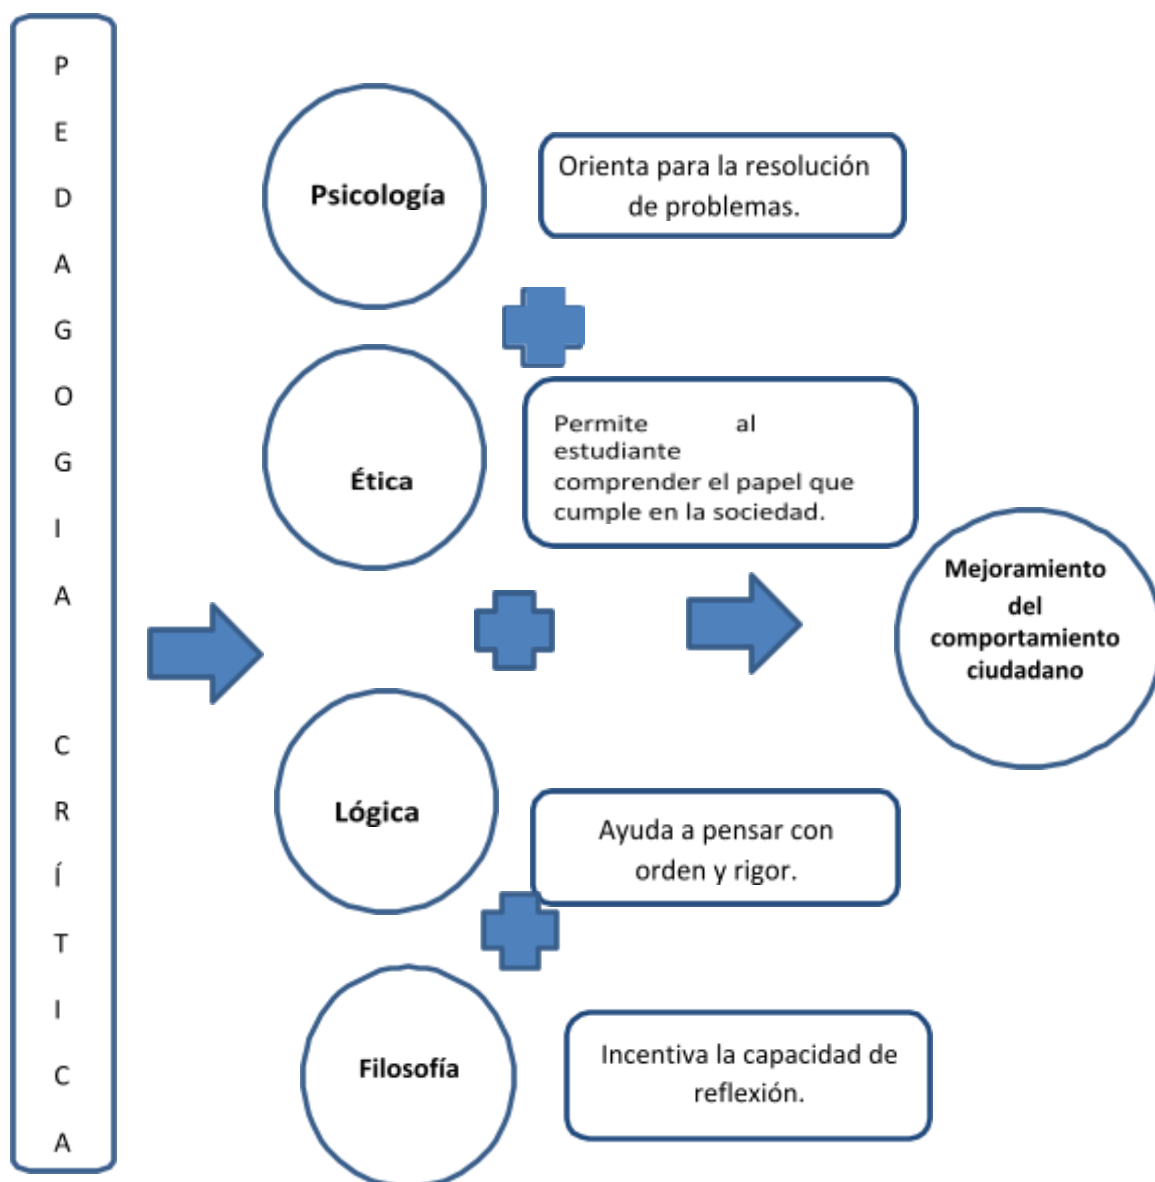 P
E
D
A
G
O
G
I
A
C
R
Í
T
I
C
A
Psicología
Orienta para la resolución
de problemas.
Ética
Permite al
estudiante
comprender el papel que
cumple en la sociedad.
Mejoramiento
del
comportamiento
ciudadano
Lógica
Ayuda a pensar con
orden y rigor.
Filosofía
Incentiva la capacidad de
reflexión.